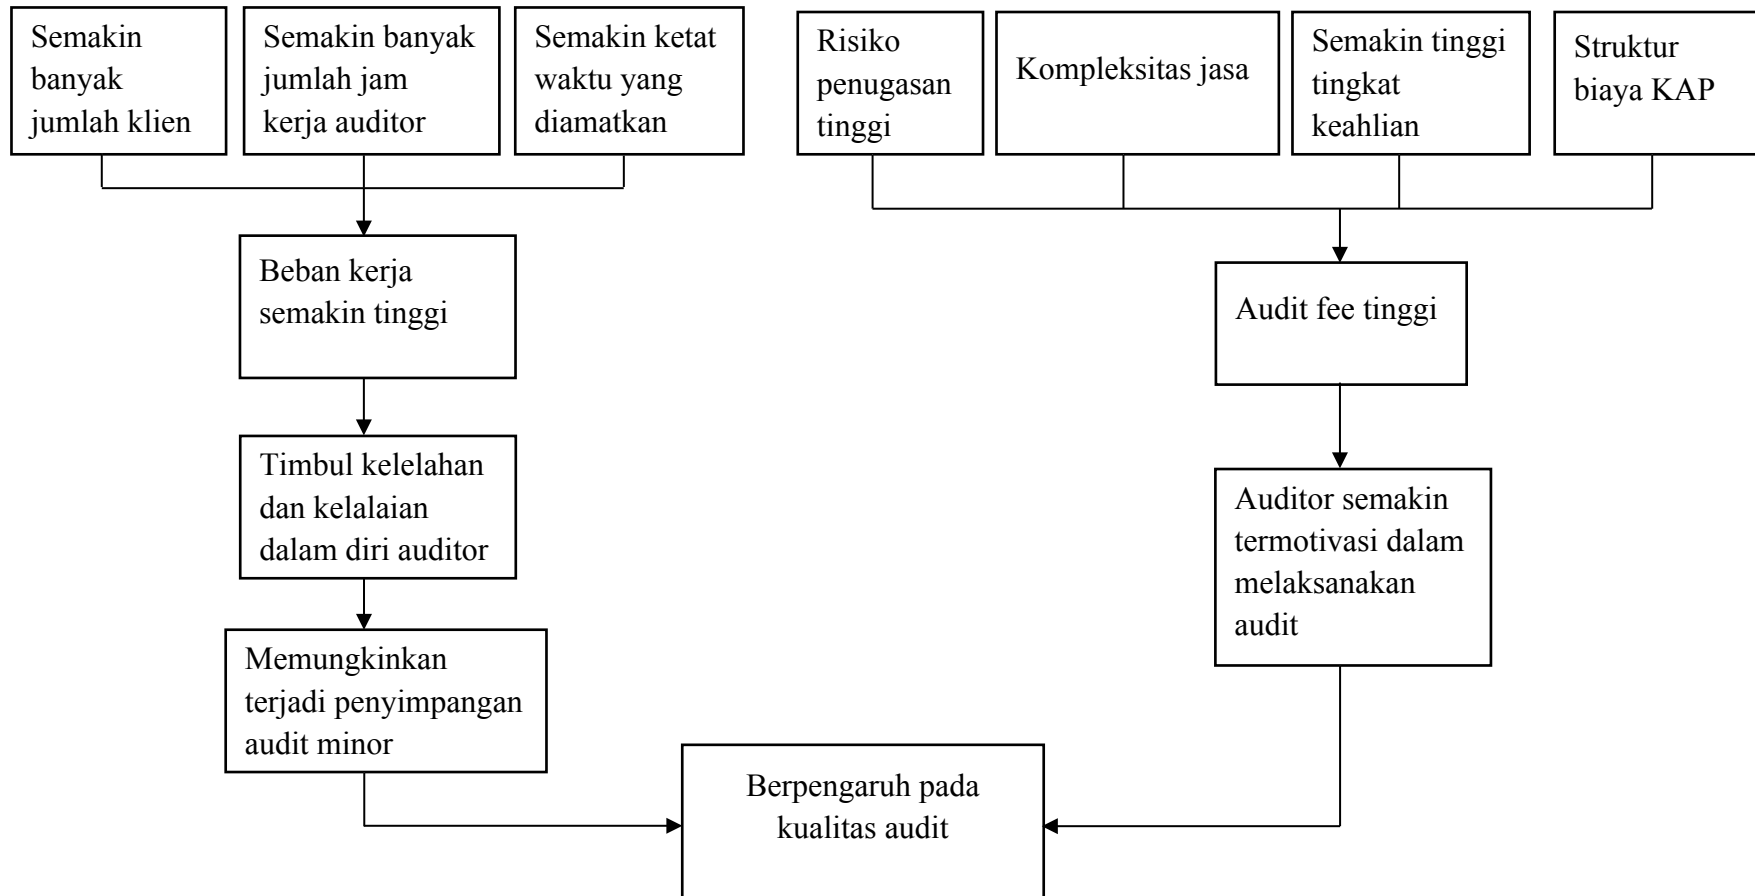 Semakin
banyak
jumlah klien
Semakin banyak
jumlah jam
kerja auditor
Semakin ketat
waktu yang
diamatkan
Risiko
penugasan
tinggi
Kompleksitas jasa
Semakin tinggi
tingkat
keahlian
Struktur
biaya KAP
Beban kerja
semakin tinggi
Audit fee tinggi
Timbul kelelahan
dan kelalaian
dalam diri auditor
Auditor semakin
termotivasi dalam
melaksanakan
audit
Memungkinkan
terjadi penyimpangan
audit minor
Berpengaruh pada
kualitas audit